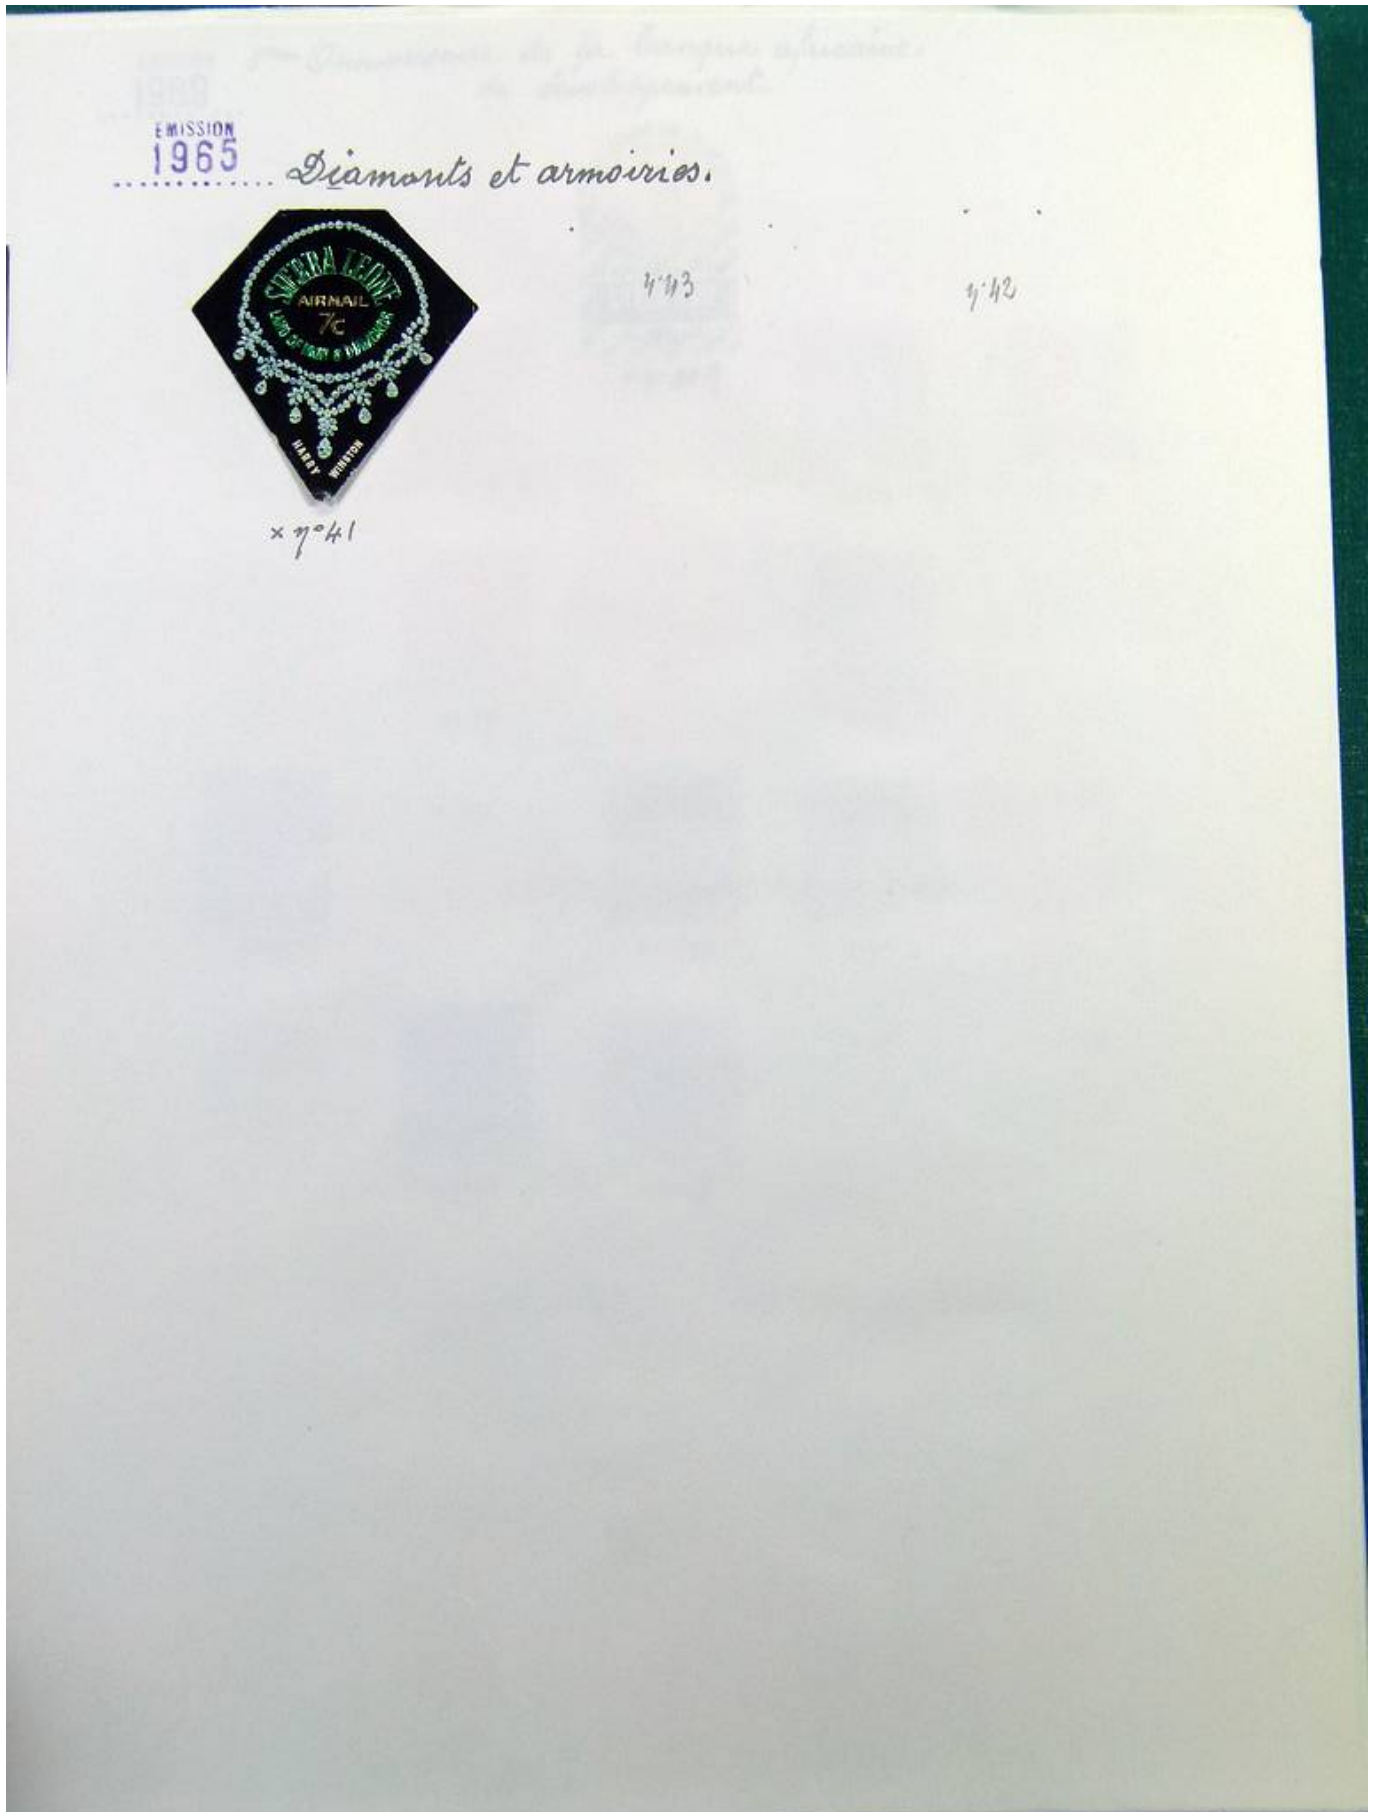 EMISSION
1965
Diamants et armoiries.
SIERRA LEONE
AIRMAIL
7c
LAND OF IRON & DIAMONDS
HARRY WINSTON
n°43
n°42
x n°41